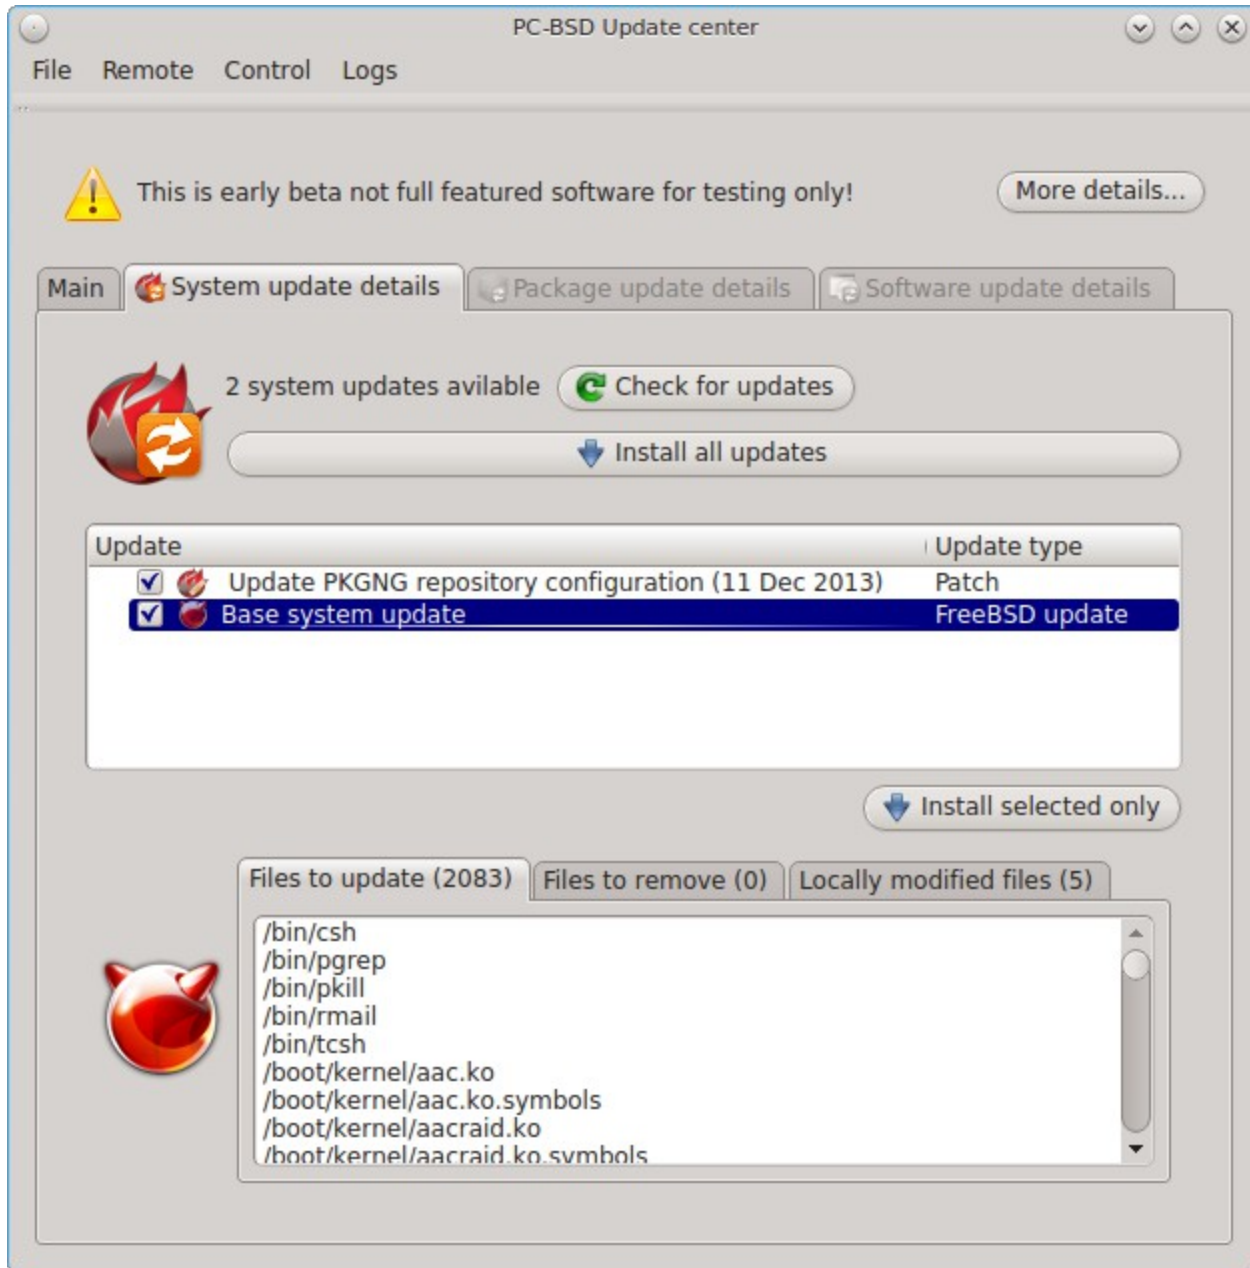 PC-BSD Update center
File Remote Control Logs
This is early beta not full featured software for testing only! More details...
Main System update details Package update details Software update details
2 system updates avilable Check for updates
Install all updates
Update Update type
Update PKGNG repository configuration (11 Dec 2013) Patch
Base system update FreeBSD update
Install selected only
Files to update (2083) Files to remove (0) Locally modified files (5)
/bin/csh
/bin/pgrep
/bin/pkill
/bin/rmail
/bin/tcsh
/boot/kernel/aac.ko
/boot/kernel/aac.ko.symbols
/boot/kernel/aacraid.ko
/boot/kernel/aacraid.ko.symbols